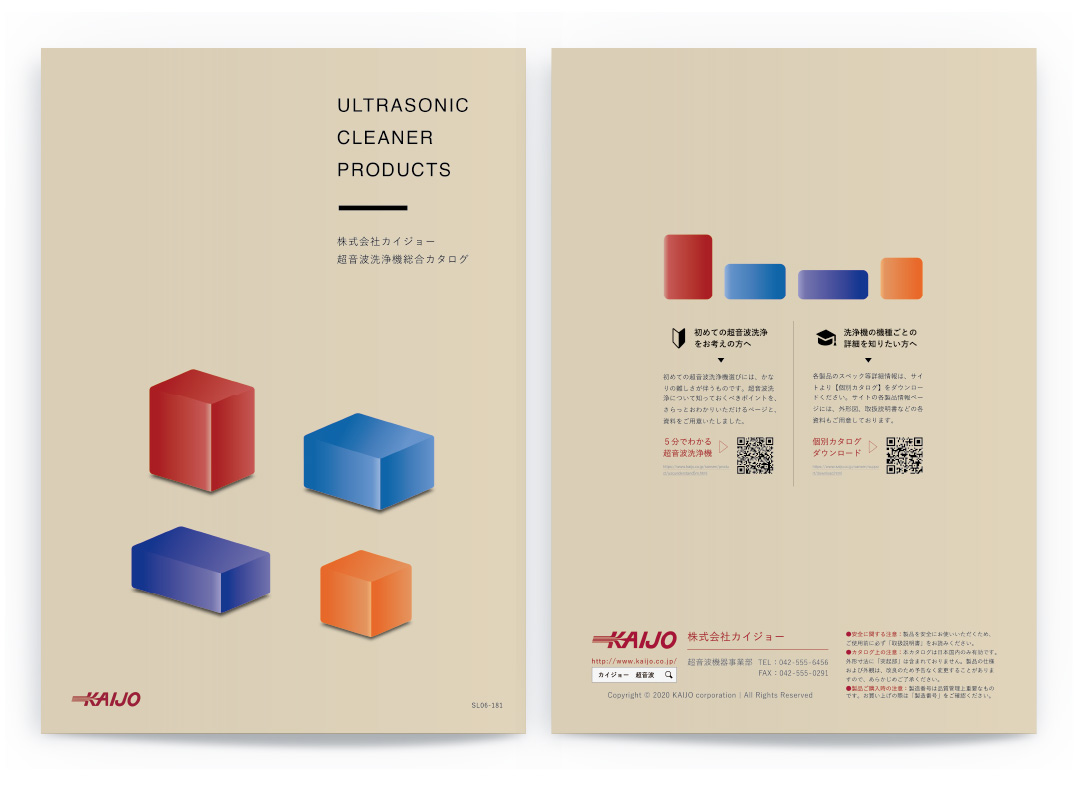 ULTRASONIC
CLEANER
PRODUCTS
株式会社カイジョー
超音波洗浄機総合カタログ
KAIJO
SL06-181
初めての超音波洗浄
をお考えの方へ
初めての超音波洗浄機選びには、かな
りの難しさが伴うものです。超音波洗
浄について知っておくべきポイントを、
さらっとおわかりいただけるページと、
資料をご用意いたしました。
５分でわかる
超音波洗浄機
洗浄機の機種ごとの
詳細を知りたい方へ
各製品のスペック等詳細情報は、サイ
トより【個別カタログ】をダウンロー
ドください。サイトの各製品情報ペー
ジには、外形図、取扱説明書などの各
資料もご用意しております。
個別カタログ
ダウンロード
KAIJO
株式会社カイジョー
http://www.kaijo.co.jp/
カイジョー 超音波
超音波機器事業部 TEL：042-555-6456
FAX：042-555-0291
Copyright © 2020 KAIJO corporation | All Rights Reserved
●安全に関する注意：製品を安全にお使いいただくため、
ご使用前に必ず「取扱説明書」をお読みください。
●カタログ上の注意：本カタログは日本国内のみ有効です。
外形寸法に「突起部」は含まれておりません。製品の仕様
および外観は、改良のため予告なく変更することがありま
すので、あらかじめご了承ください。
●製品ご購入時の注意：製造番号は品質管理上重要なもの
です。お買い上げの際は「製造番号」をご確認ください。